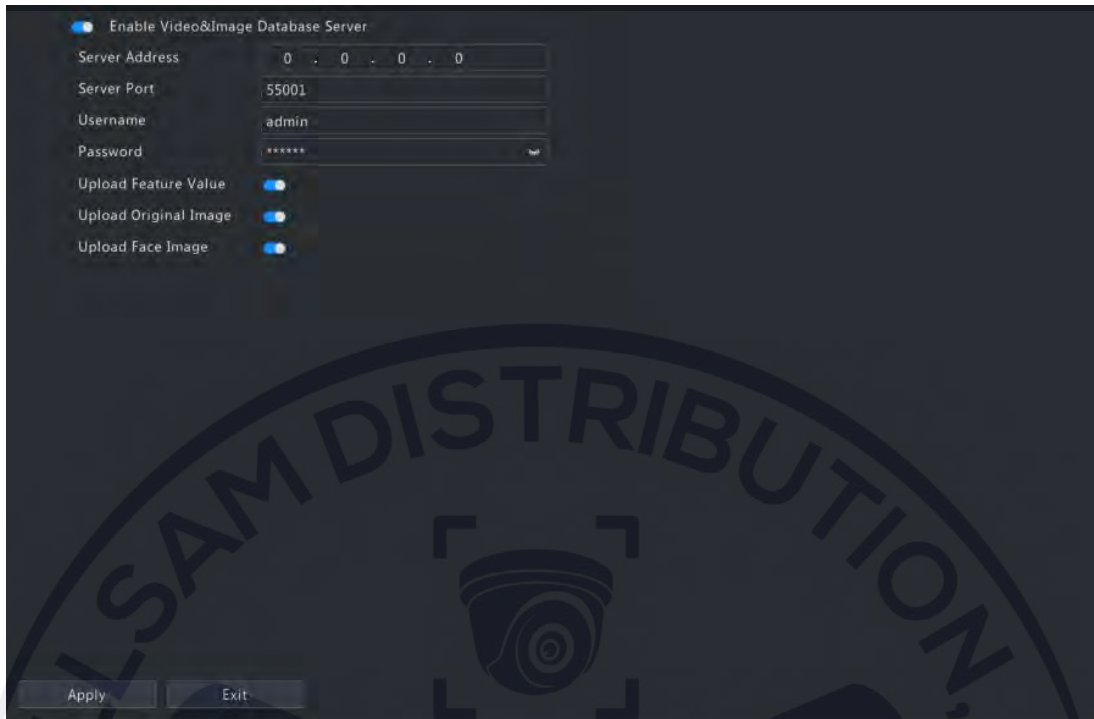 Enable Video&Image Database Server
Server Address 0 . 0 . 0 . 0
Server Port 55001
Username admin
Password ******
Upload Feature Value
Upload Original Image
Upload Face Image
SAM DISTRIBUTION,
Apply Exit